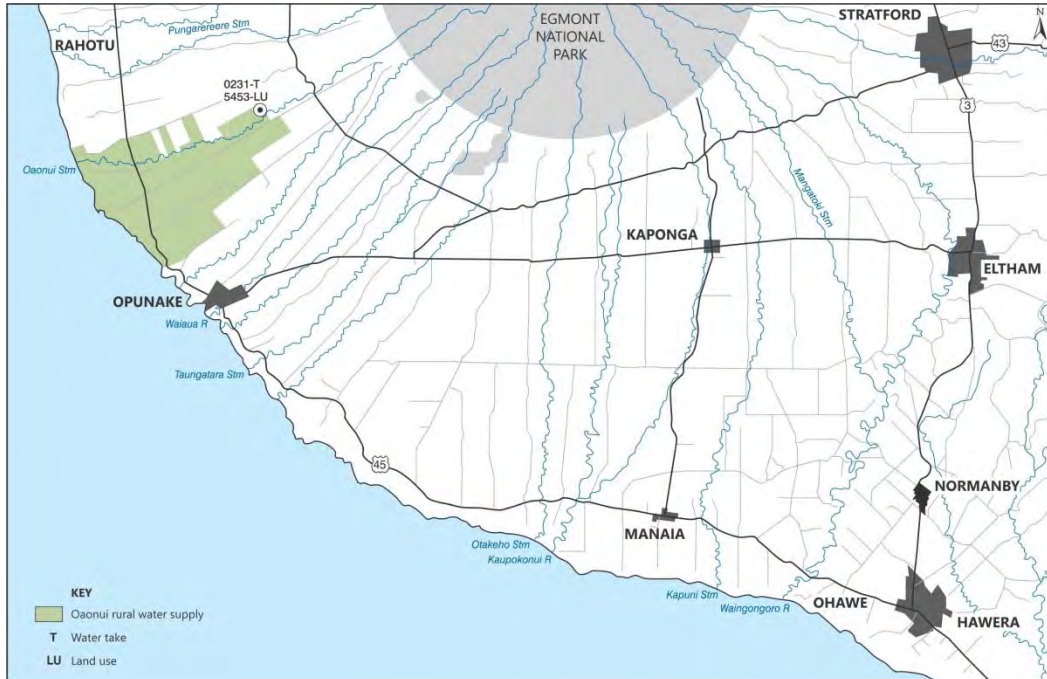 EGMONT
NATIONAL
PARK
STRATFORD
N
43
Pungarereere Stm
RAHOTU
0231-T
5453-LU
3
Oaonui Stm
Mangatoki Stm
KAPONGA
ELTHAM
OPUNAKE
Waiaua R
Taungatara Stm
45
NORMANBY
MANAIA
Otakeho Stm
Kaupokonui R
Kapuni Stm
Waingongoro R
OHAWE
HAWERA
KEY
Oaonui rural water supply
T Water take
LU Land use